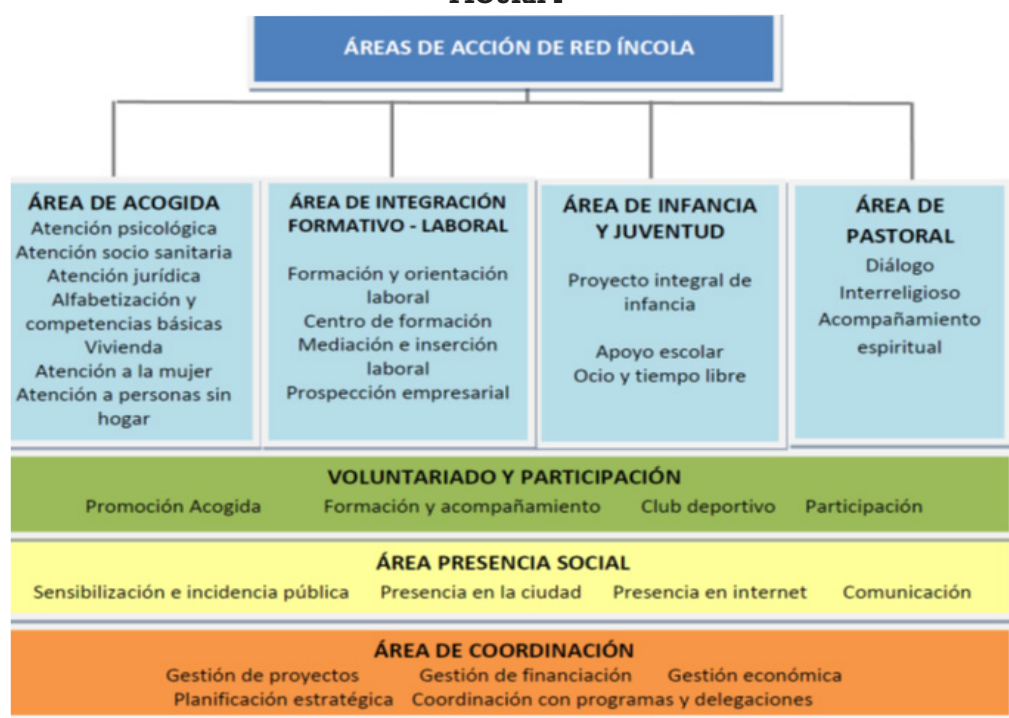 ÁREAS DE ACCIÓN DE RED ÍNCOLA
ÁREA DE ACOGIDA
Atención psicológica
Atención socio sanitaria
Atención jurídica
Alfabetización y
competencias básicas
Vivienda
Atención a la mujer
Atención a personas sin
hogar
ÁREA DE INTEGRACIÓN
FORMATIVO - LABORAL
Formación y orientación
laboral
Centro de formación
Mediación e inserción
laboral
Prospección empresarial
ÁREA DE INFANCIA
Y JUVENTUD
Proyecto integral de
infancia
Apoyo escolar
Ocio y tiempo libre
ÁREA DE
PASTORAL
Diálogo
Interreligioso
Acompañamiento
espiritual
VOLUNTARIADO Y PARTICIPACIÓN
Promoción Acogida Formación y acompañamiento Club deportivo Participación
ÁREA PRESENCIA SOCIAL
Sensibilización e incidencia pública Presencia en la ciudad Presencia en internet Comunicación
ÁREA DE COORDINACIÓN
Gestión de proyectos Gestión de financiación Gestión económica
Planificación estratégica Coordinación con programas y delegaciones